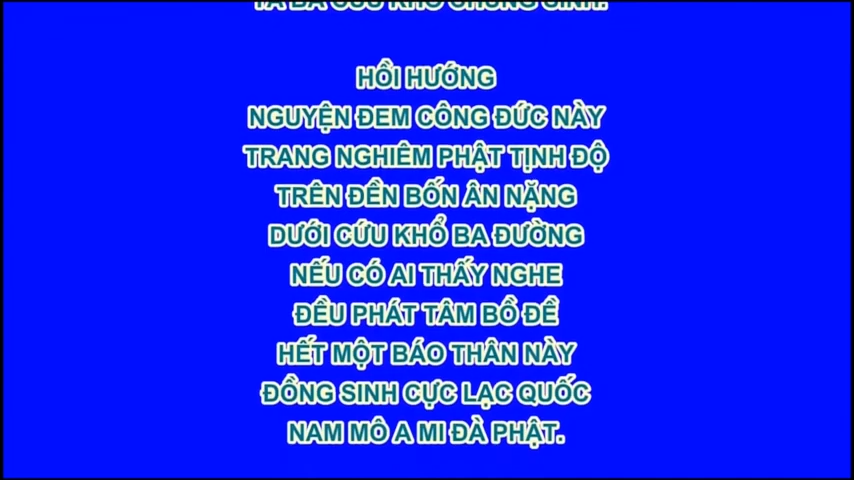 HỒI HƯỚNG
NGUYỆN ĐEM CÔNG ĐỨC NÀY
TRANG NGHIÊM PHẬT TỊNH ĐỘ
TRÊN ĐỀN BỐN ÂN NẶNG
DƯỚI CỨU KHỔ BA ĐƯỜNG
NẾU CÓ AI THẤY NGHE
ĐỀU PHÁT TÂM BỒ ĐỀ
HẾT MỘT BÁO THÂN NÀY
ĐỒNG SINH CỰC LẠC QUỐC
NAM MÔ A MI ĐÀ PHẬT.